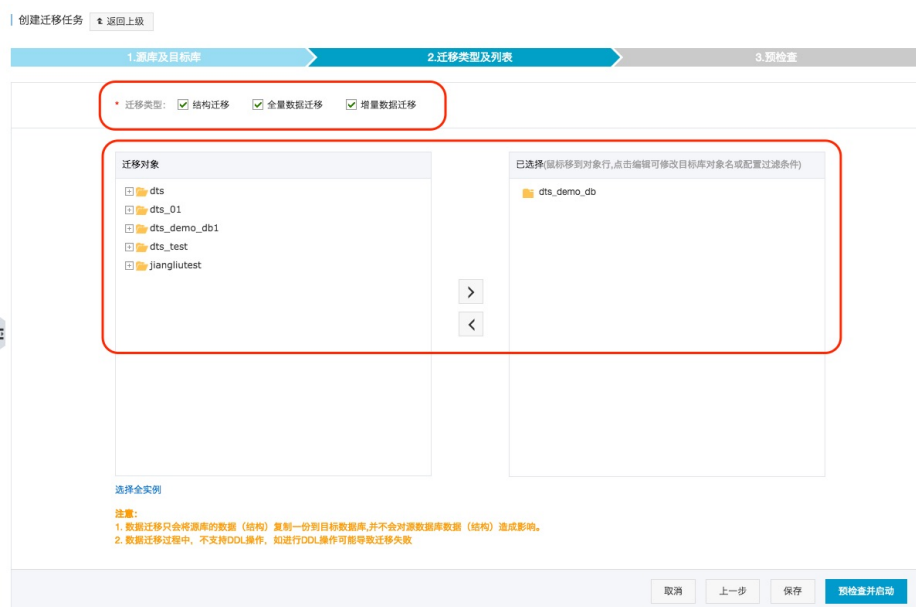 创建迁移任务 返回上级
1.源库及目标库 2.迁移类型及列表 3.预检查
* 迁移类型: 结构迁移 全量数据迁移 增量数据迁移
迁移对象
dts
dts_01
dts_demo_db1
dts_test
jiangliutest
已选择(鼠标移到对象行,点击编辑可修改目标库对象名或配置过滤条件)
dts_demo_db
选择全实例
注意:
1. 数据迁移只会将源库的数据（结构）复制一份到目标数据库,并不会对源数据库数据（结构）造成影响。
2. 数据迁移过程中，不支持DDL操作，如进行DDL操作可能导致迁移失败
取消 上一步 保存 预检查并启动